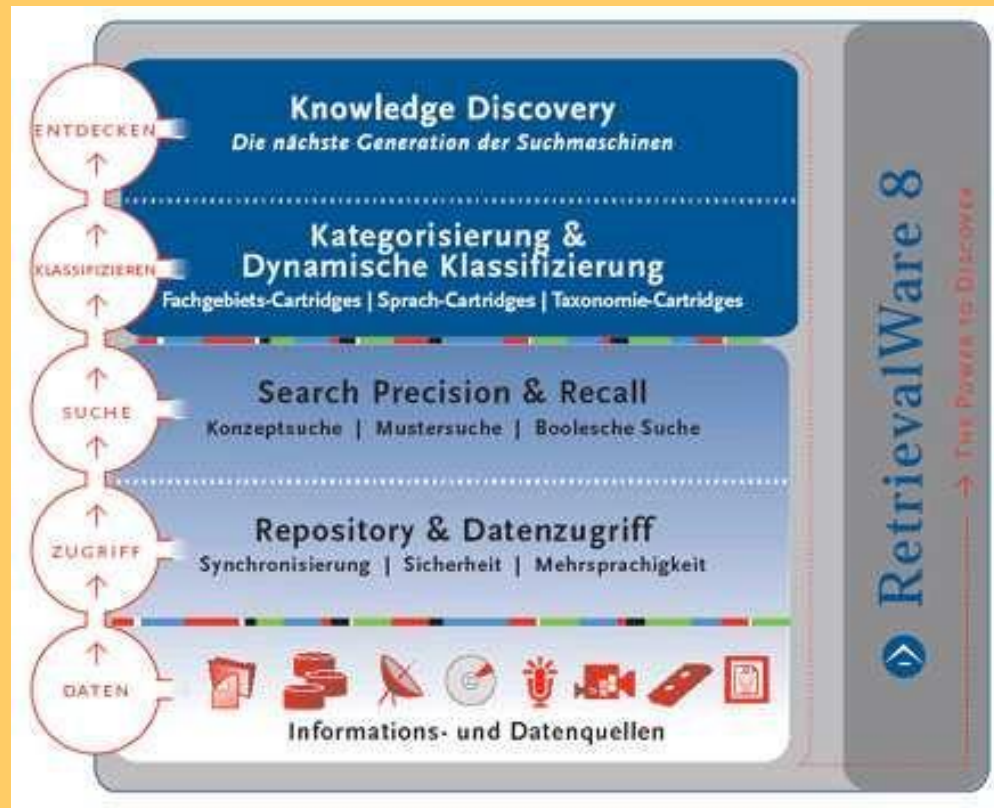 ENTDECKEN
Knowledge Discovery
Die nächste Generation der Suchmaschinen
KLASSIFIZIEREN
Kategorisierung &
Dynamische Klassifizierung
Fachgebiets-Cartridges | Sprach-Cartridges | Taxonomie-Cartridges
SUCHE
Search Precision & Recall
Konzeptsuche | Mustersuche | Boolesche Suche
ZUGRIFF
Repository & Datenzugriff
Synchronisierung | Sicherheit | Mehrsprachigkeit
DATEN
Informations- und Datenquellen
RetrievalWare 8
THE POWER TO DISCOVER